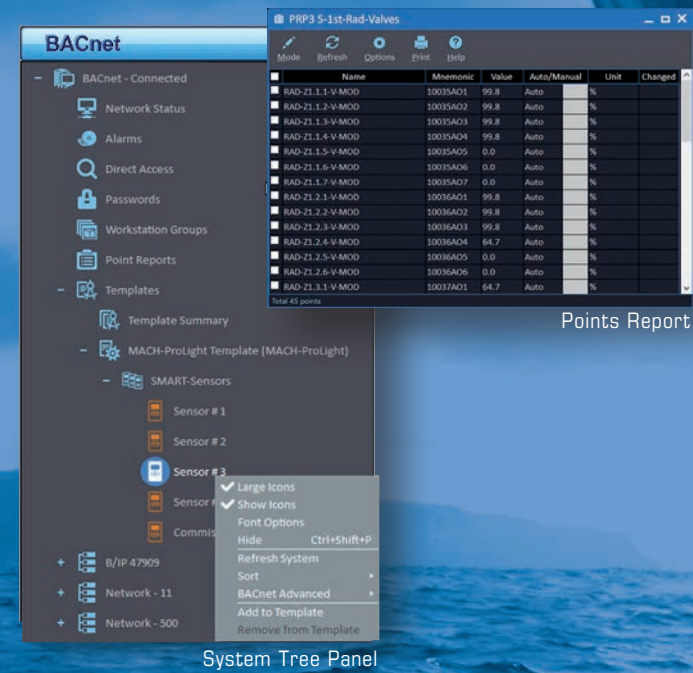 BACnet
BACnet - Connected
Network Status
Alarms
Direct Access
Passwords
Workstation Groups
Point Reports
Templates
Template Summary
MACH-ProLight Template (MACH-ProLight)
SMART-Sensors
Sensor # 1
Sensor # 2
Sensor # 3
Sensor #
Commis
B/IP 47909
Network - 11
Network - 500
Large Icons
Show Icons
Font Options
Hide Ctrl+Shift+P
Refresh System
Sort
BACnet Advanced
Add to Template
Remove from Template
System Tree Panel
PRP3 S-1st-Rad-Valves
Mode Refresh Options Print Help
Name Mnemonic Value Auto/Manual Unit Changed
RAD-Z1.1.1-V-MOD 10035AO1 99.8 Auto %
RAD-Z1.1.2-V-MOD 10035AO2 99.8 Auto %
RAD-Z1.1.3-V-MOD 10035AO3 99.8 Auto %
RAD-Z1.1.4-V-MOD 10035AO4 99.8 Auto %
RAD-Z1.1.5-V-MOD 10035AO5 0.0 Auto %
RAD-Z1.1.6-V-MOD 10035AO6 0.0 Auto %
RAD-Z1.1.7-V-MOD 10035AO7 0.0 Auto %
RAD-Z1.2.1-V-MOD 10036AO1 99.8 Auto %
RAD-Z1.2.2-V-MOD 10036AO2 99.8 Auto %
RAD-Z1.2.3-V-MOD 10036AO3 99.8 Auto %
RAD-Z1.2.4-V-MOD 10036AO4 64.7 Auto %
RAD-Z1.2.5-V-MOD 10036AO5 0.0 Auto %
RAD-Z1.2.6-V-MOD 10036AO6 0.0 Auto %
RAD-Z1.3.1-V-MOD 10037AO1 64.7 Auto %
Total 45 points
Points Report